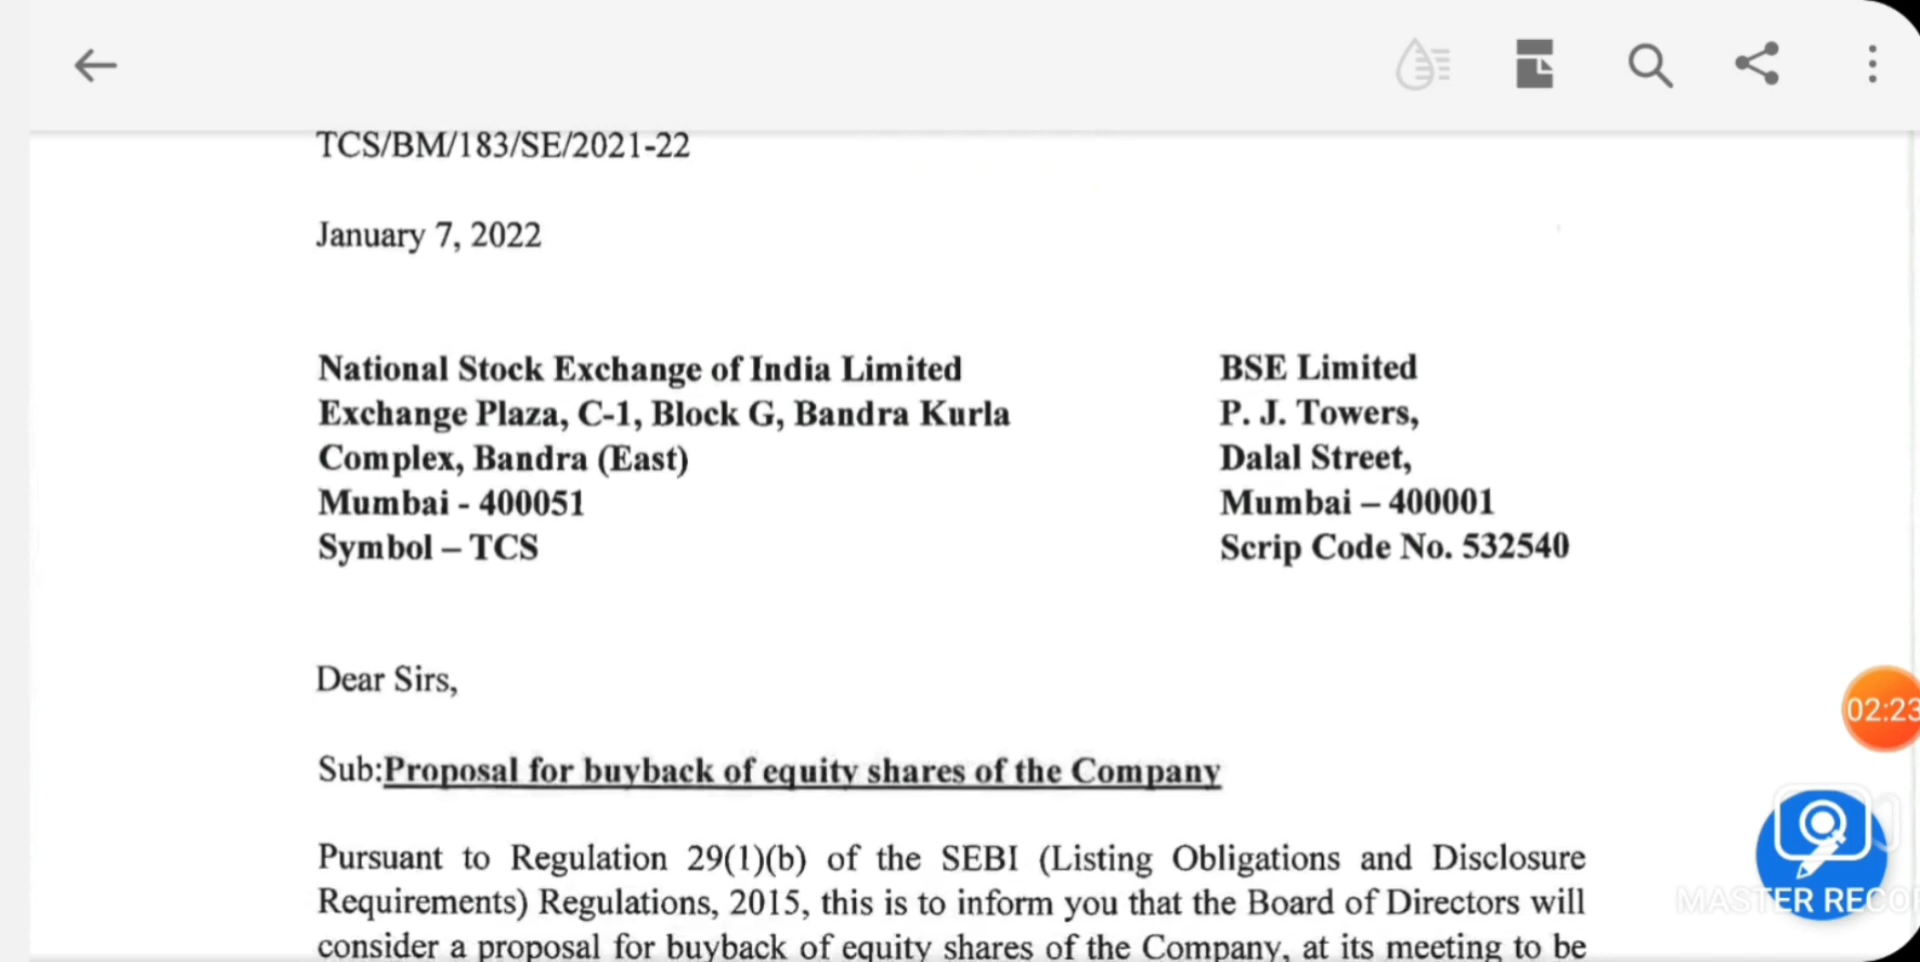 TCS/BM/183/SE/2021-22
January 7, 2022
National Stock Exchange of India Limited
Exchange Plaza, C-1, Block G, Bandra Kurla
Complex, Bandra (East)
Mumbai - 400051
Symbol – TCS
BSE Limited
P. J. Towers,
Dalal Street,
Mumbai – 400001
Scrip Code No. 532540
Dear Sirs,
02:23
Sub:Proposal for buyback of equity shares of the Company
Pursuant to Regulation 29(1)(b) of the SEBI (Listing Obligations and Disclosure
Requirements) Regulations, 2015, this is to inform you that the Board of Directors will
MASTER RECO
consider a proposal for buyback of equity shares of the Company, at its meeting to be